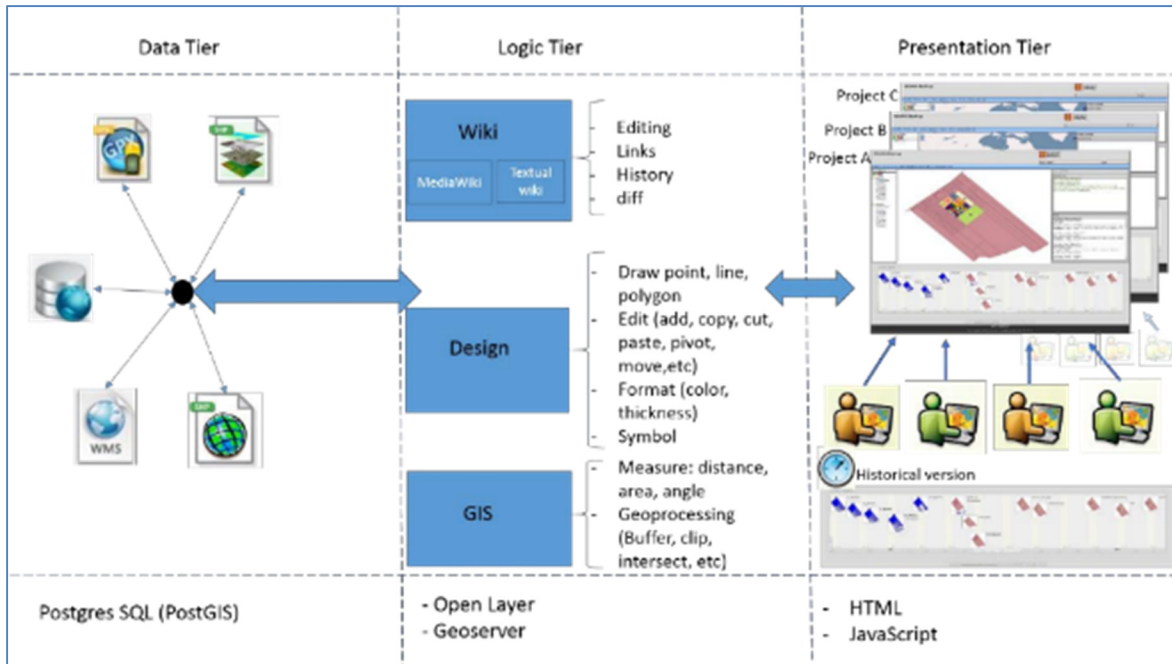 Data Tier
Logic Tier
Presentation Tier
GPX
WMS
SHP
Wiki
MediaWiki
Textual
wiki
- Editing
- Links
- History
- diff
Design
- Draw point, line,
polygon
- Edit (add, copy, cut,
paste, pivot,
move,etc)
- Format (color,
thickness)
- Symbol
GIS
- Measure: distance,
area, angle
- Geoprocessing
(Buffer, clip,
intersect, etc)
Project C
Project B
Project A
Historical version
Postgres SQL (PostGIS)
- Open Layer
- Geoserver
- HTML
- JavaScript